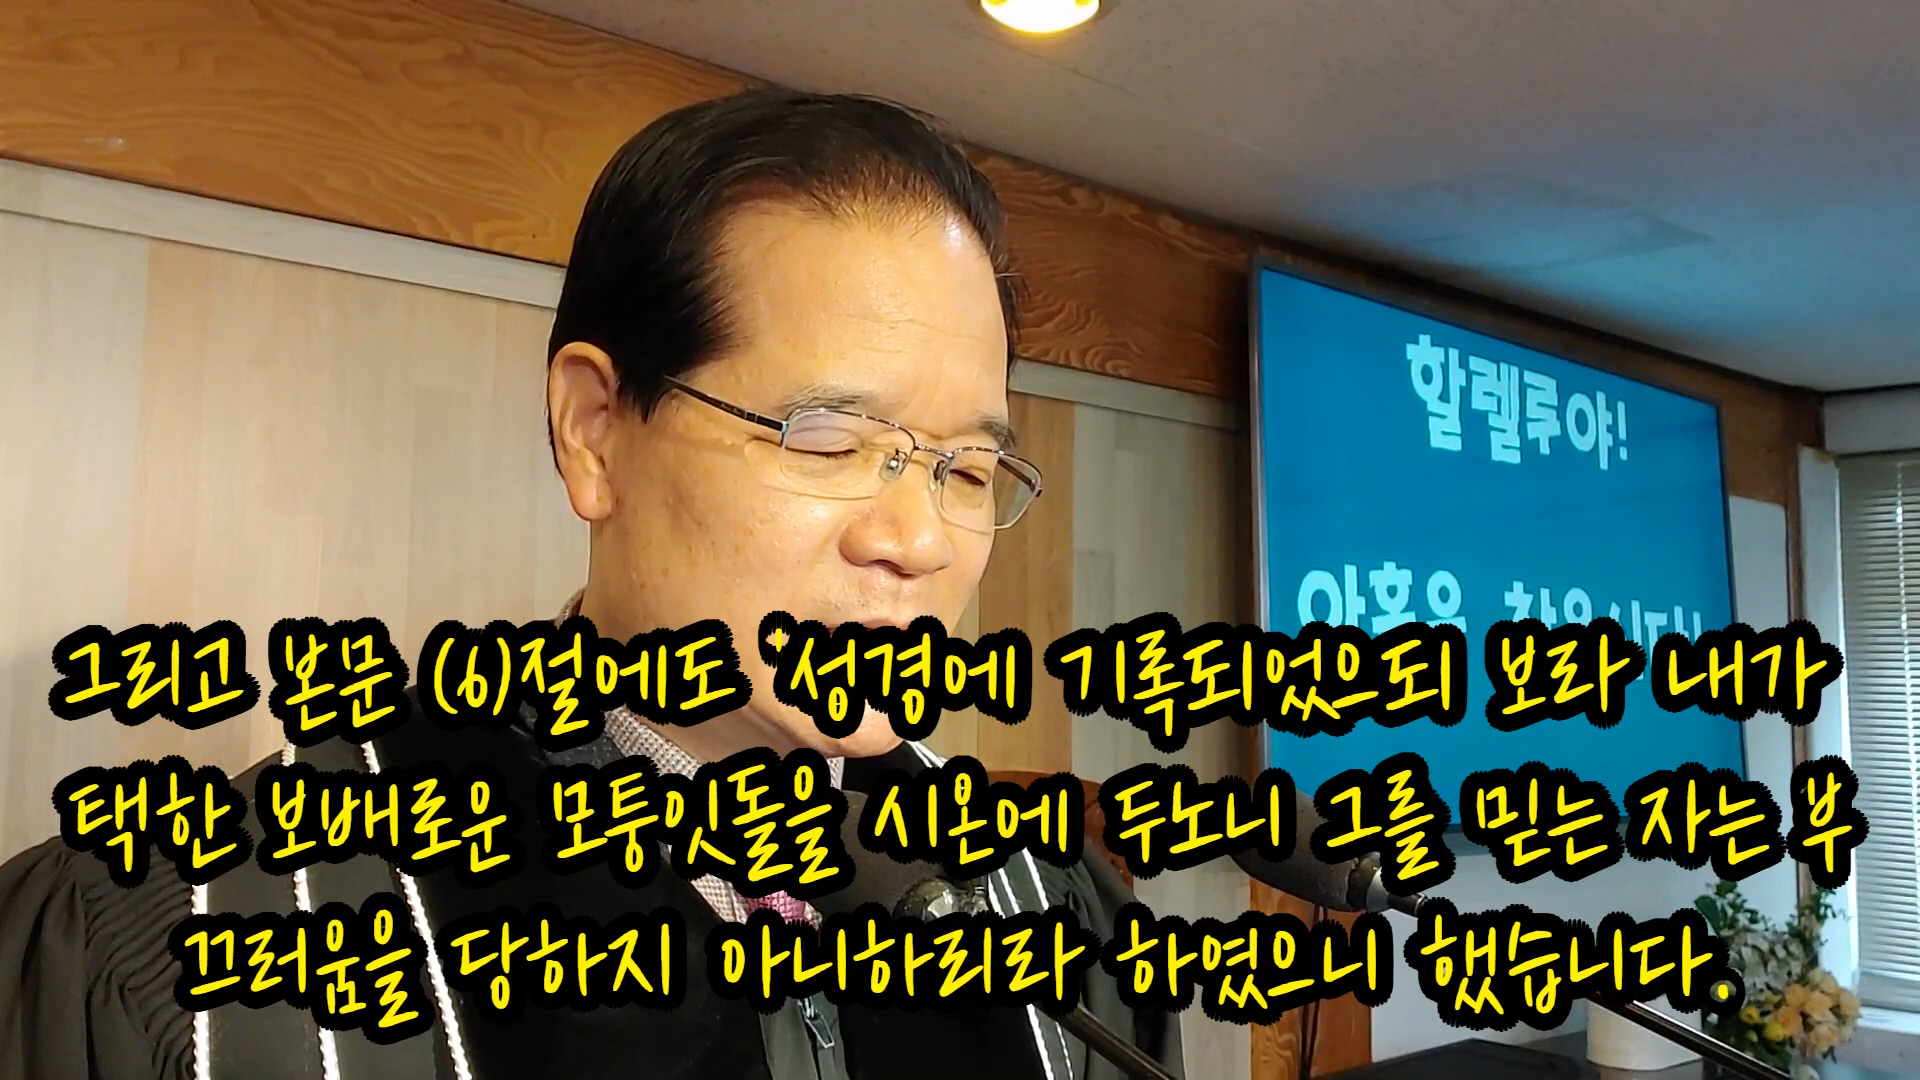 할렐루야!
그리고 본문 (6)절에도 '성경에 기록되었으되 보라 내가
택한 보배로운 모퉁잇돌을 시온에 두노니 그를 믿는 자는 부
끄러움을 당하지 아니하리라 하였으니 했습니다.